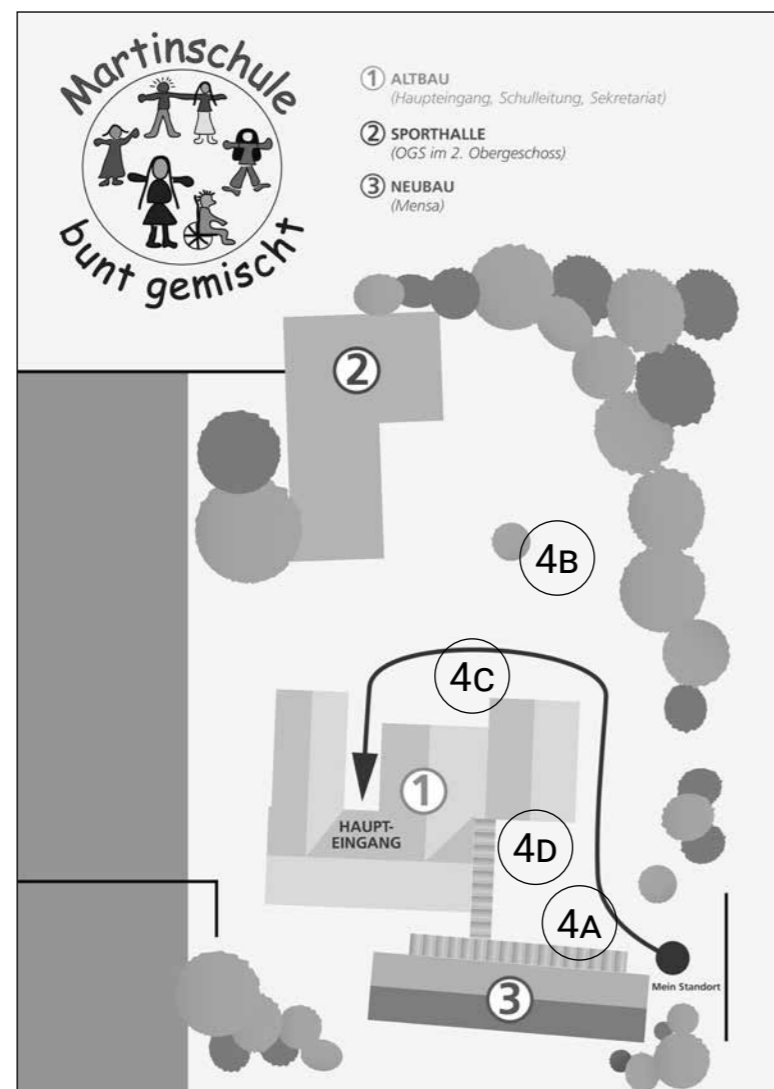 Martinschule
bunt gemischt
1 ALTBAU
(Haupteingang, Schulleitung, Sekretariat)
2 SPORTHALLE
(OGS im 2. Obergeschoss)
3 NEUBAU
(Mensa)
2
4B
4C
1
HAUPT-
EINGANG
4D
4A
Mein Standort
3